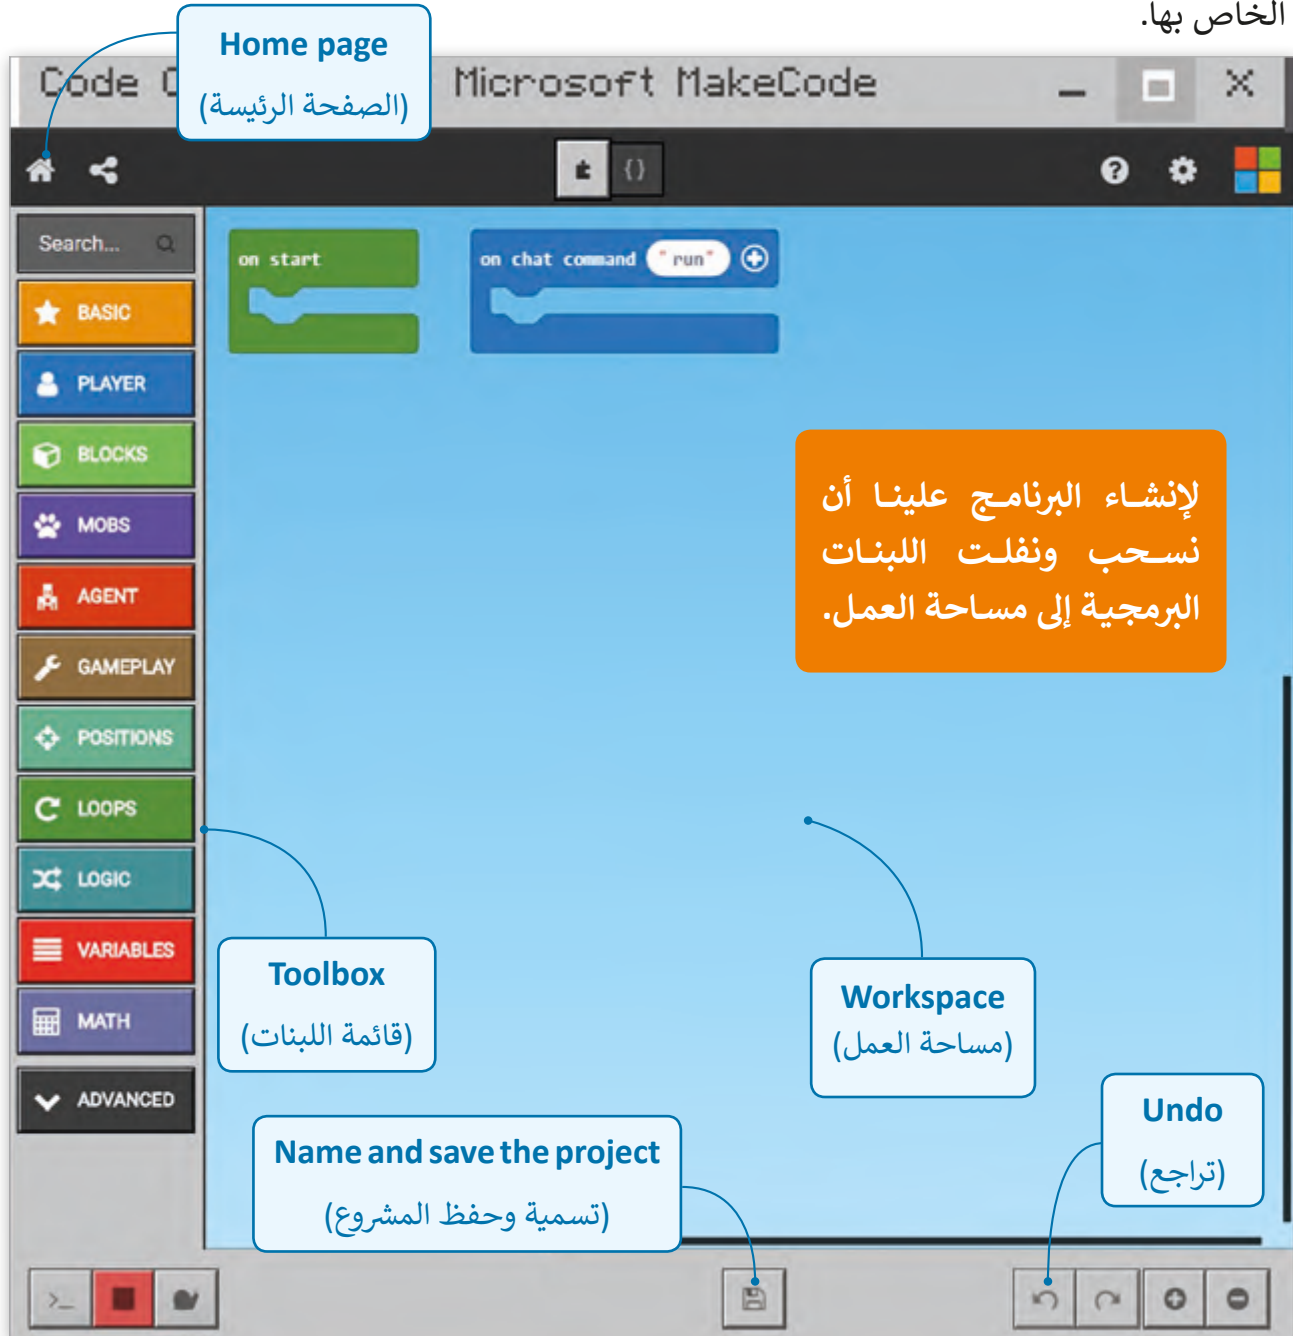 الخاص بها.
Home page
(الصفحة الرئيسة)
Code C
Microsoft MakeCode
{}
Search...
BASIC
PLAYER
BLOCKS
MOBS
AGENT
GAMEPLAY
POSITIONS
LOOPS
LOGIC
VARIABLES
MATH
ADVANCED
on start
on chat command "run"
لإنشاء البرنامج علينا أن
نسحب ونفلت اللبنات
البرمجية إلى مساحة العمل.
Toolbox
(قائمة اللبنات)
Workspace
(مساحة العمل)
Name and save the project
(تسمية وحفظ المشروع)
Undo
(تراجع)